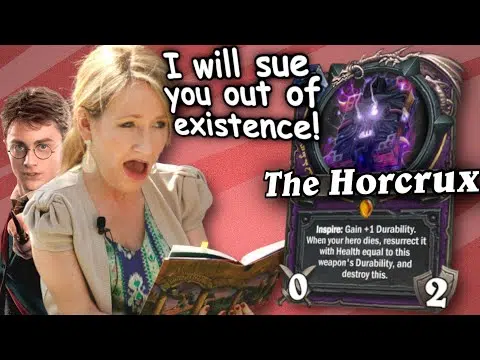 I will sue
you out of
existence!
The Horcrux
Inspire: Gain +1 Durability.
When your hero dies, resurrect it
with Health equal to this
weapon's Durability, and
destroy this.
0
2